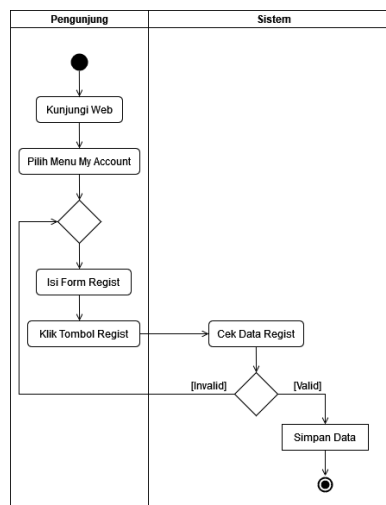 Pengunjung
Sistem
Kunjungi Web
Pilih Menu My Account
Isi Form Regist
Klik Tombol Regist
Cek Data Regist
[Invalid]
[Valid]
Simpan Data